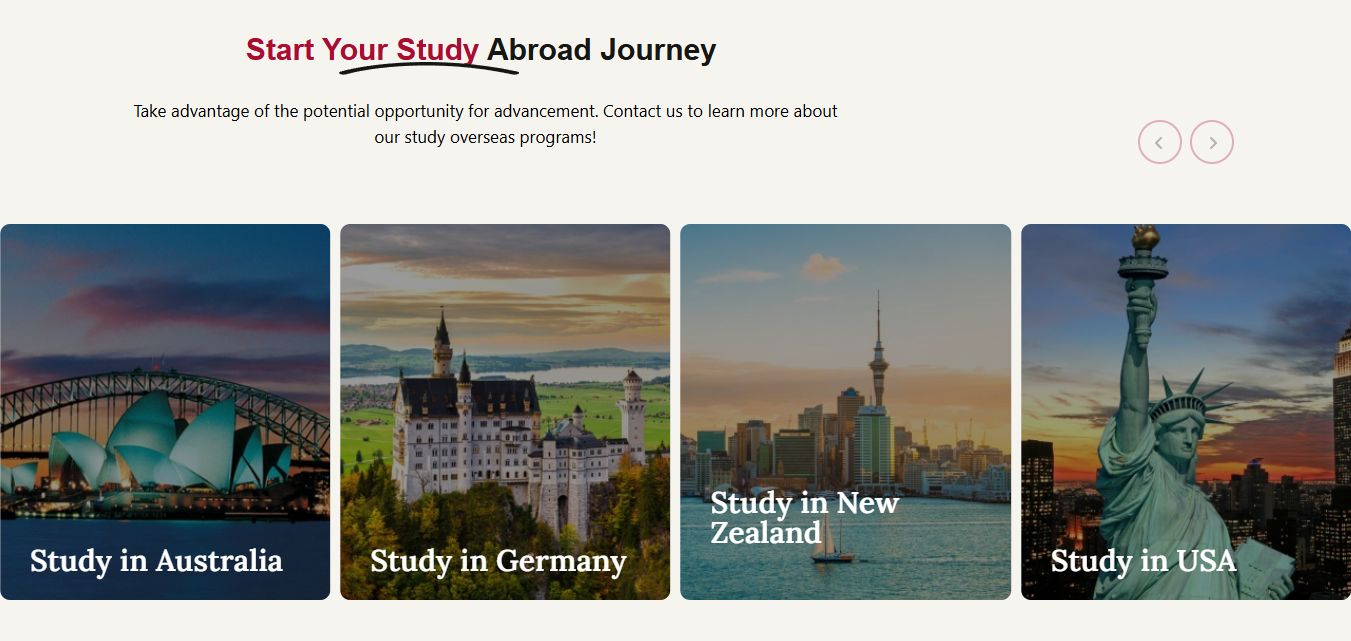 Start Your Study Abroad Journey
Take advantage of the potential opportunity for advancement. Contact us to learn more about
our study overseas programs!
Study in Australia
Study in Germany
Study in New
Zealand
Study in USA